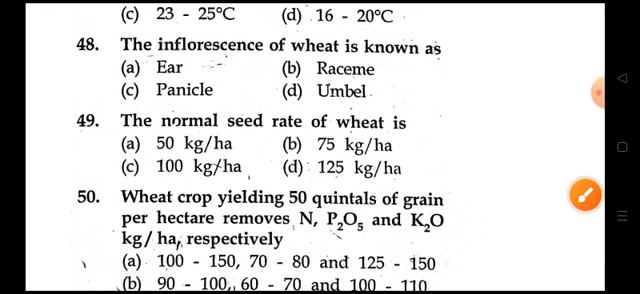 (c) 23 - 25°C (d) 16 - 20°C
48. The inflorescence of wheat is known as
(a) Ear (b) Raceme
(c) Panicle (d) Umbel
49. The normal seed rate of wheat is
(a) 50 kg/ha (b) 75 kg/ha
(c) 100 kg/ha (d) 125 kg/ha
50. Wheat crop yielding 50 quintals of grain
per hectare removes N, P₂O₅ and K₂O
kg/ha, respectively
(a) 100 - 150, 70 - 80 and 125 - 150
(b) 90 - 100, 60 - 70 and 100 - 110